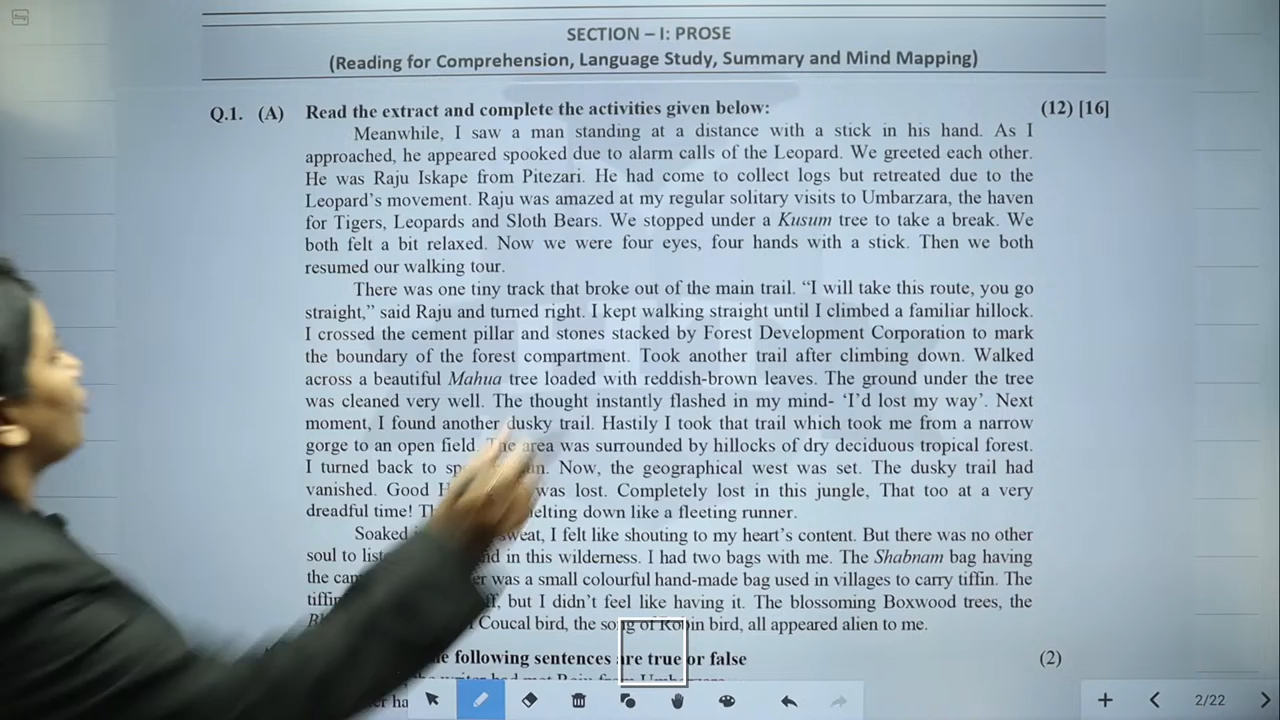 SECTION – I: PROSE
(Reading for Comprehension, Language Study, Summary and Mind Mapping)
Q.1. (A) Read the extract and complete the activities given below: (12) [16]
Meanwhile, I saw a man standing at a distance with a stick in his hand. As I
approached, he appeared spooked due to alarm calls of the Leopard. We greeted each other.
He was Raju Iskape from Pitezari. He had come to collect logs but retreated due to the
Leopard’s movement. Raju was amazed at my regular solitary visits to Umbarzara, the haven
for Tigers, Leopards and Sloth Bears. We stopped under a Kusum tree to take a break. We
both felt a bit relaxed. Now we were four eyes, four hands with a stick. Then we both
resumed our walking tour.
There was one tiny track that broke out of the main trail. “I will take this route, you go
straight,” said Raju and turned right. I kept walking straight until I climbed a familiar hillock.
I crossed the cement pillar and stones stacked by Forest Development Corporation to mark
the boundary of the forest compartment. Took another trail after climbing down. Walked
across a beautiful Mahua tree loaded with reddish-brown leaves. The ground under the tree
was cleaned very well. The thought instantly flashed in my mind- ‘I’d lost my way’. Next
moment, I found another dusky trail. Hastily I took that trail which took me from a narrow
gorge to an open field. The area was surrounded by hillocks of dry deciduous tropical forest.
I turned back to Now, the geographical west was set. The dusky trail had
vanished. Good was lost. Completely lost in this jungle, That too at a very
dreadful time! down like a fleeting runner.
Soaked sweat, I felt like shouting to my heart’s content. But there was no other
soul to in this wilderness. I had two bags with me. The Shabnam bag having
the was a small colourful hand-made bag used in villages to carry tiffin. The
but I didn’t feel like having it. The blossoming Boxwood trees, the
Coucal bird, the song of Robin bird, all appeared alien to me.
following sentences are true or false (2)
2/22